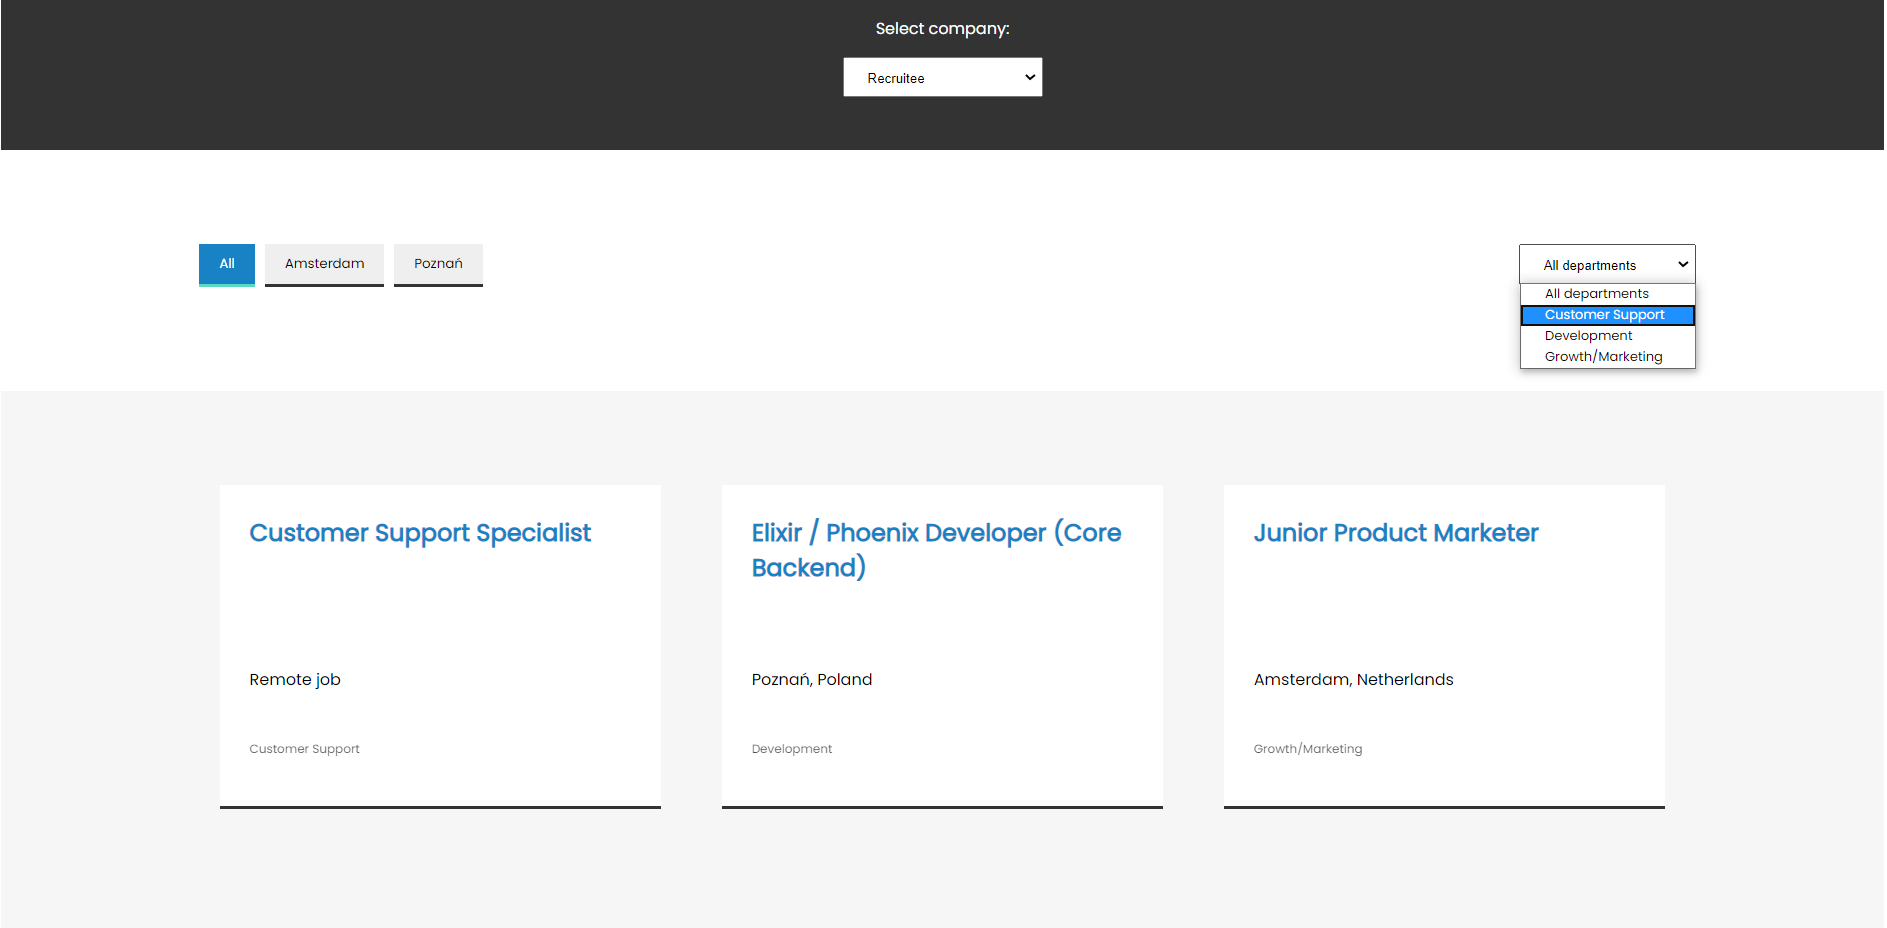 Select company:
Recruitee
All
Amsterdam
Poznań
All departments
All departments
Customer Support
Development
Growth/Marketing
Customer Support Specialist
Remote job
Customer Support
Elixir / Phoenix Developer (Core
Backend)
Poznań, Poland
Development
Junior Product Marketer
Amsterdam, Netherlands
Growth/Marketing